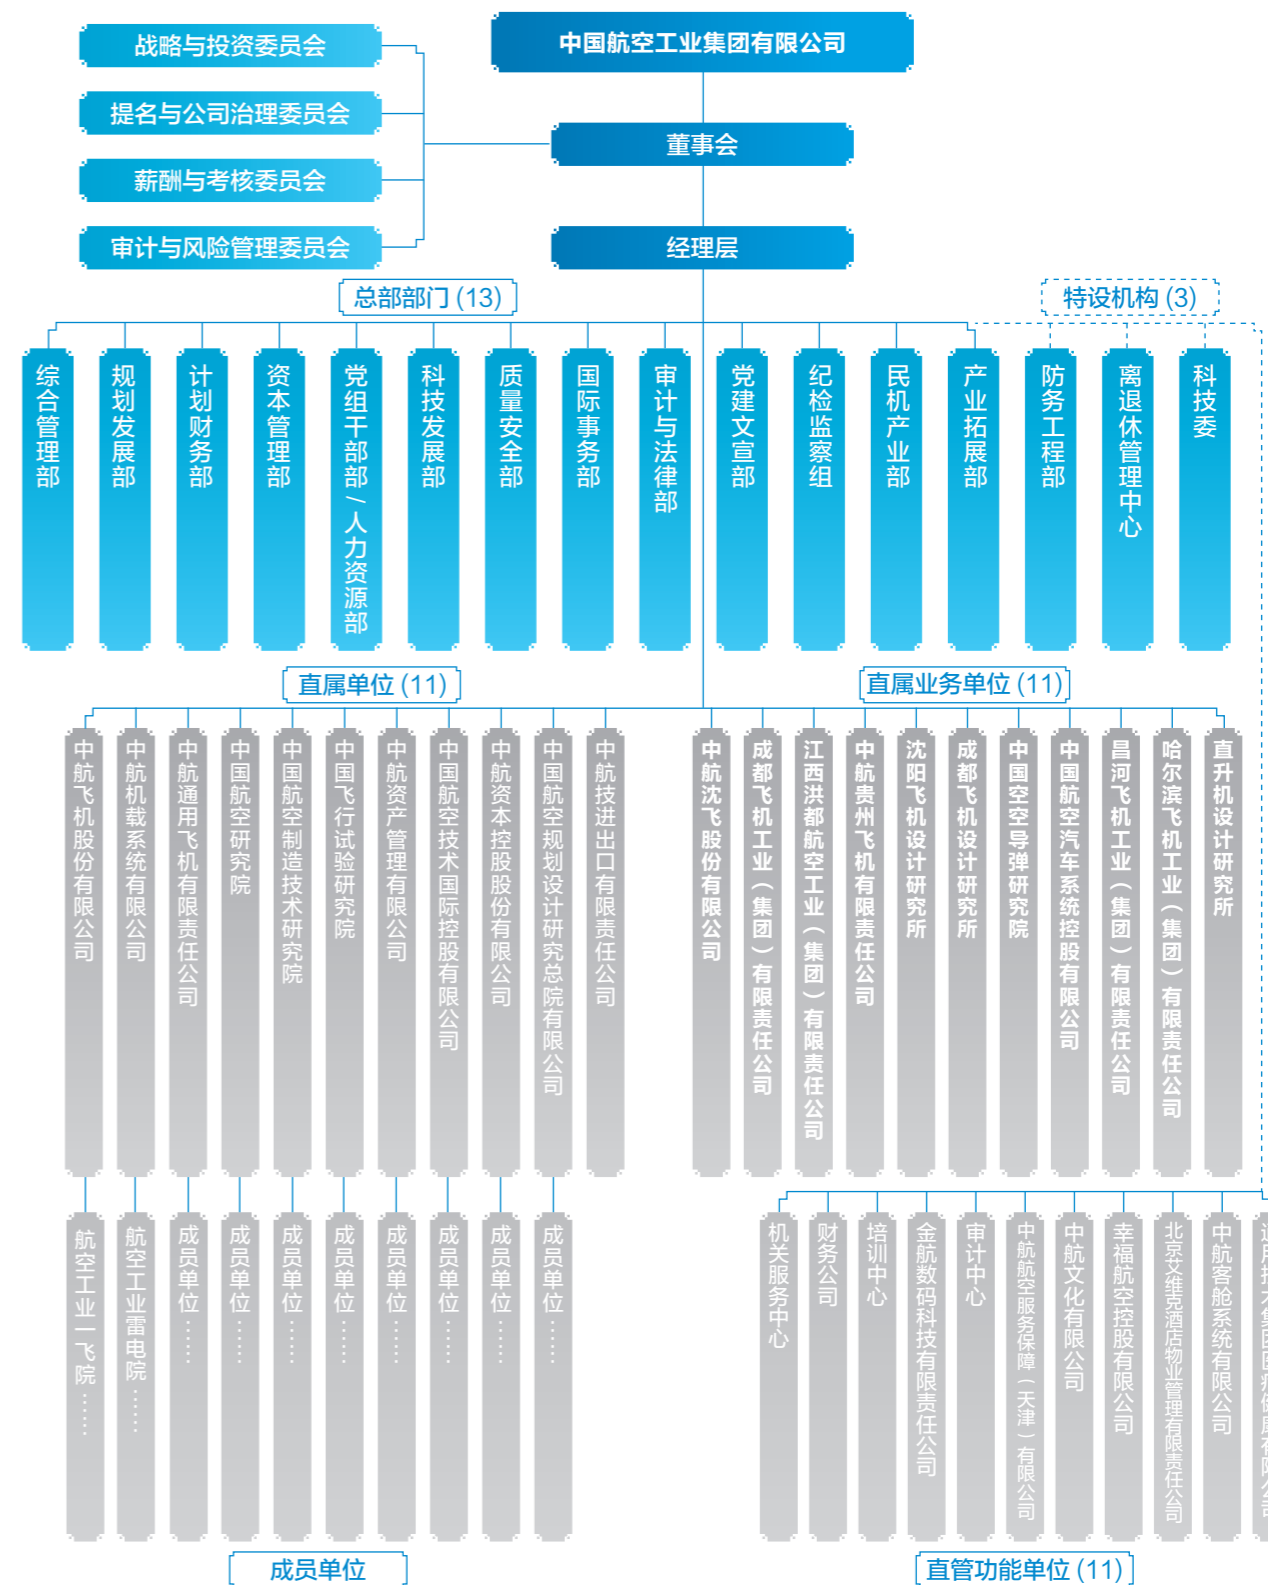 中国航空工业集团有限公司
战略与投资委员会
提名与公司治理委员会
董事会
薪酬与考核委员会
审计与风险管理委员会
经理层
总部部门 (13)
特设机构 (3)
综合管理部
规划发展部
计划财务部
资本管理部
党组干部部/人力资源部
科技发展部
质量安全部
国际事务部
审计与法律部
党建文宣部
纪检监察组
民机产业部
产业拓展部
防务工程部
离退休管理中心
科技委
直属单位 (11)
直属业务单位 (11)
中航飞机股份有限公司
中航机载系统有限公司
中航通用飞机有限责任公司
中国航空研究院
中国航空制造技术研究院
中国飞行试验研究院
中航资产管理有限公司
中国航空技术国际控股有限公司
中航资本控股股份有限公司
中国航空规划设计研究总院有限公司
中航技进出口有限责任公司
中航沈飞股份有限公司
成都飞机工业（集团）有限责任公司
江西洪都航空工业（集团）有限责任公司
中航贵州飞机有限责任公司
沈阳飞机设计研究所
成都飞机设计研究所
中国空空导弹研究院
中国航空汽车系统控股有限公司
昌河飞机工业（集团）有限责任公司
哈尔滨飞机工业（集团）有限责任公司
直升机设计研究所
航空工业一飞院……
航空工业雷电院……
成员单位……
成员单位……
成员单位……
成员单位……
成员单位……
成员单位……
成员单位……
成员单位……
机关服务中心
财务公司
培训中心
金航数码科技有限责任公司
审计中心
中航航空服务保障（天津）有限公司
中航文化有限公司
幸福航空控股有限公司
北京艾维克酒店物业管理有限责任公司
中航客舱系统有限公司
通用技术集团医疗健康有限公司
成员单位
直管功能单位 (11)